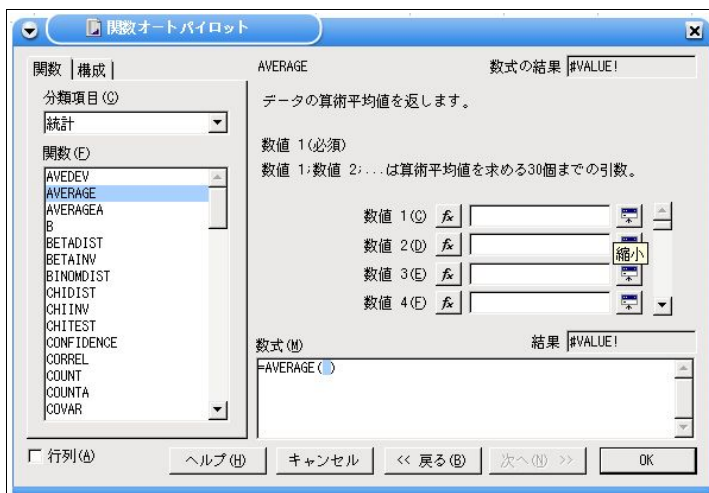 関数オートパイロット
関数
構成
AVERAGE
数式の結果 #VALUE!
分類項目(C)
統計
関数(F)
AVEDEV
AVERAGE
AVERAGEA
B
BETADIST
BETAINV
BINOMDIST
CHIDIST
CHIINV
CHITEST
CONFIDENCE
CORREL
COUNT
COUNTA
COVAR
データの算術平均値を返します。
数値 1(必須)
数値 1;数値 2;...は算術平均値を求める30個までの引数。
数値 1(C) fx
数値 2(D) fx
縮小
数値 3(E) fx
数値 4(F) fx
数式(M)
結果 #VALUE!
=AVERAGE( )
行列(A)
ヘルプ(H)
キャンセル
<< 戻る(B)
次へ(N) >>
OK